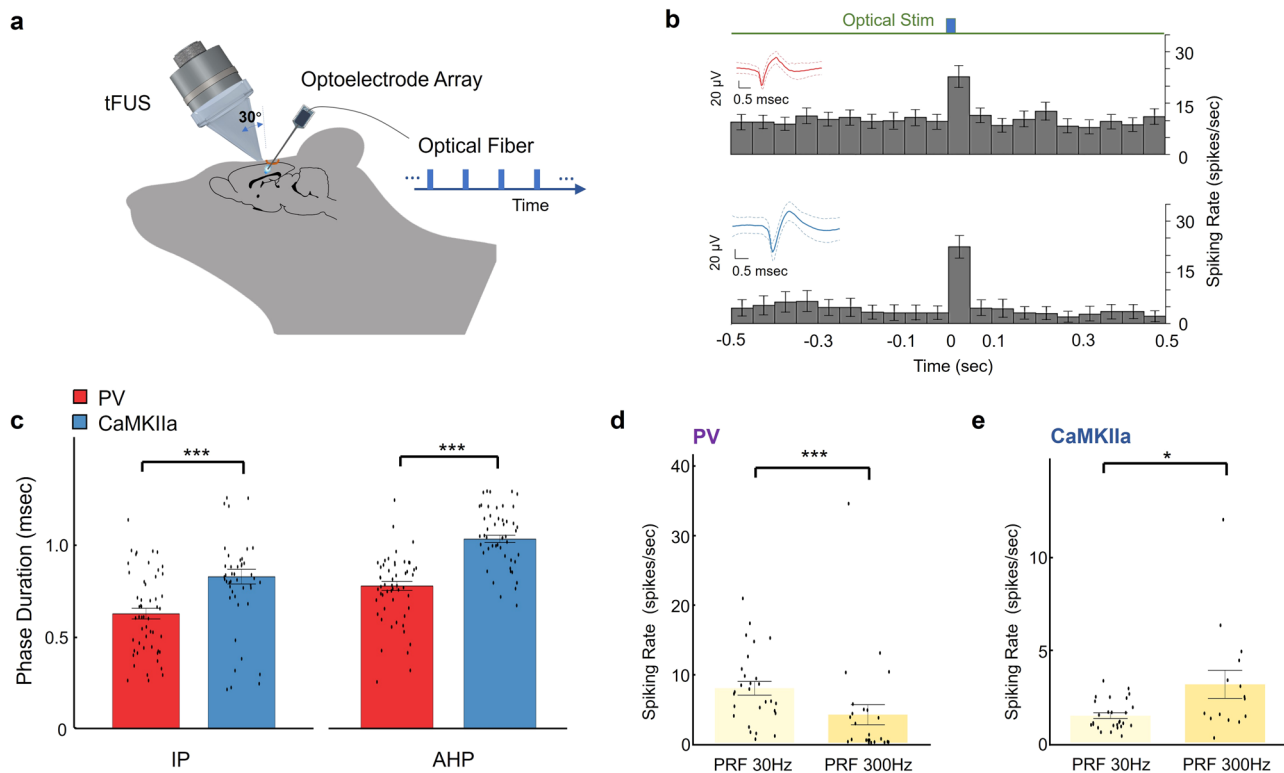 a
tFUS
30°
Optoelectrode Array
Optical Fiber
... ...
Time
b
Optical Stim
20 μV
0.5 msec
35
15
0
20 μV
0.5 msec
30
15
0
Spiking Rate (spikes/sec)
-0.5 -0.3 -0.1 0 0.1 0.3 0.5
Time (sec)
c
PV
CaMKIIa
*** ***
Phase Duration (msec)
1.0
0.5
0
IP AHP
d
PV
***
Spiking Rate (spikes/sec)
40
30
20
10
0
PRF 30Hz PRF 300Hz
e
CaMKIIa
*
Spiking Rate (spikes/sec)
10
5
0
PRF 30Hz PRF 300Hz